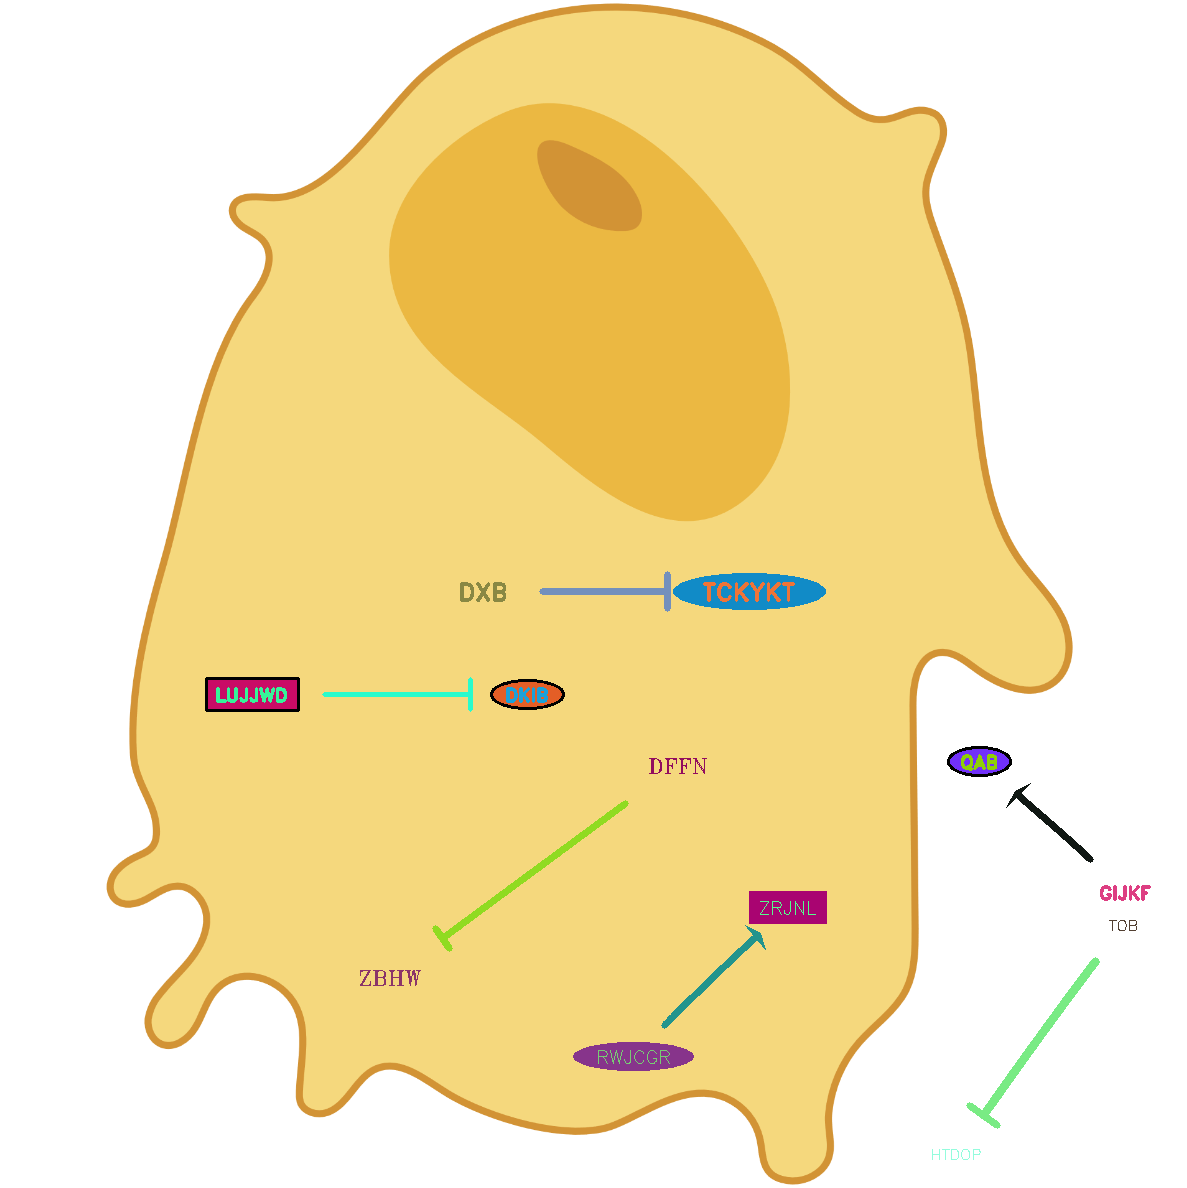 DXB
TCKYKT
LUJJWD
DKIB
DFFN
QAB
GIJKF
ZRJNL
TOB
ZBHW
RWJCGR
HTDOP